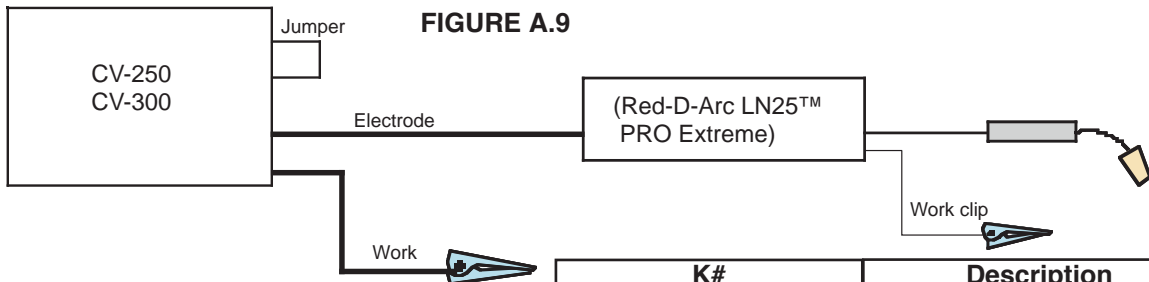 FIGURE A.9
Jumper
CV-250
CV-300
Electrode
(Red-D-Arc LN25™
PRO Extreme)
Work clip
Work
K# Description